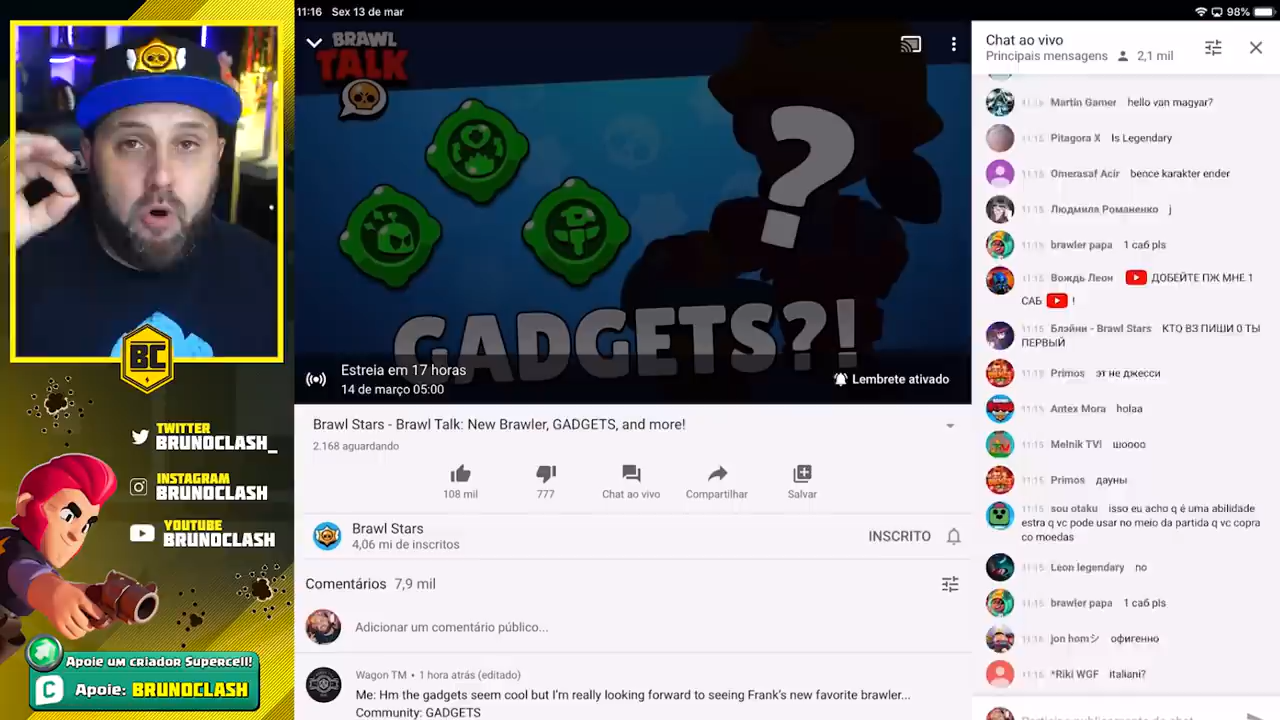 11:16 Sex 13 de mar
98%
BRAWL
TALK
GADGETS?!
Estreia em 17 horas
14 de março 05:00
Lembrete ativado
Brawl Stars - Brawl Talk: New Brawler, GADGETS, and more!
2.168 aguardando
108 mil
777
Chat ao vivo
Compartilhar
Salvar
Brawl Stars
4,06 mi de inscritos
INSCRITO
Comentários 7,9 mil
Adicionar um comentário público...
Wagon TM • 1 hora atrás (editado)
Me: Hm the gadgets seem cool but I'm really looking forward to seeing Frank's new favorite brawler...
Community: GADGETS
Chat ao vivo
Principais mensagens 2,1 mil
11:15 Martin Gamer hello van magyar?
11:15 Pitagora X Is Legendary
11:15 Omerasaf Acir bence karakter ender
11:15 Людмила Романенко j
11:15 brawler papa 1 саб pls
11:15 Вождь Леон ДОБЕЙТЕ ПЖ МНЕ 1
САБ !
11:15 Блэйни - Brawl Stars КТО ВЗ ПИШИ 0 ТЫ
ПЕРВЫЙ
11:15 Primos эт не джесси
11:15 Antex Mora holaa
11:15 Melnik TV! шоооо
11:15 Primos дауны
11:15 sou otaku isso eu acho q é uma abilidade
estra q vc pode usar no meio da partida q vc copra
co moedas
11:15 Leon legendary no
11:15 brawler papa 1 саб pls
11:15 jon homシ офигенно
11:15 *Riki WGF italiani?
BC
TWITTER
BRUNOCLASH_
INSTAGRAM
BRUNOCLASH
YOUTUBE
BRUNOCLASH
Apoie um criador Supercell!
C Apoie: BRUNOCLASH